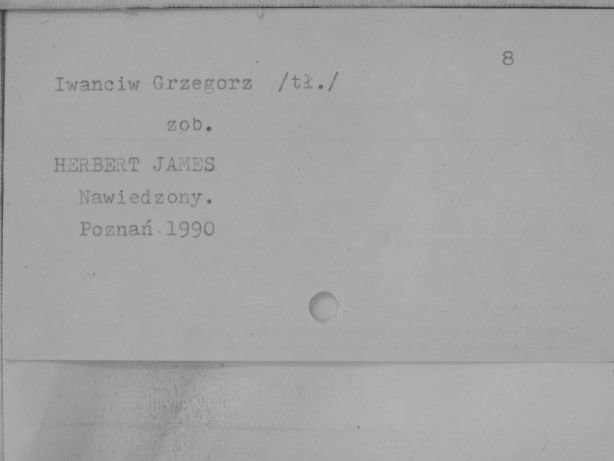 8
Iwanciw Grzegorz /tł./
zob.
HERBERT JAMES
Nawiedzony.
Poznań 1990